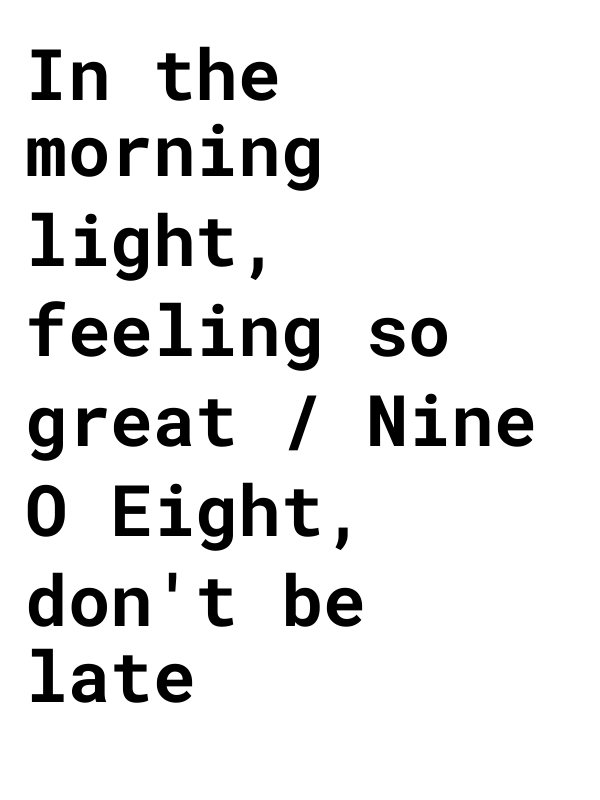 In the
morning
light,
feeling so
great / Nine
O Eight,
don't be
late